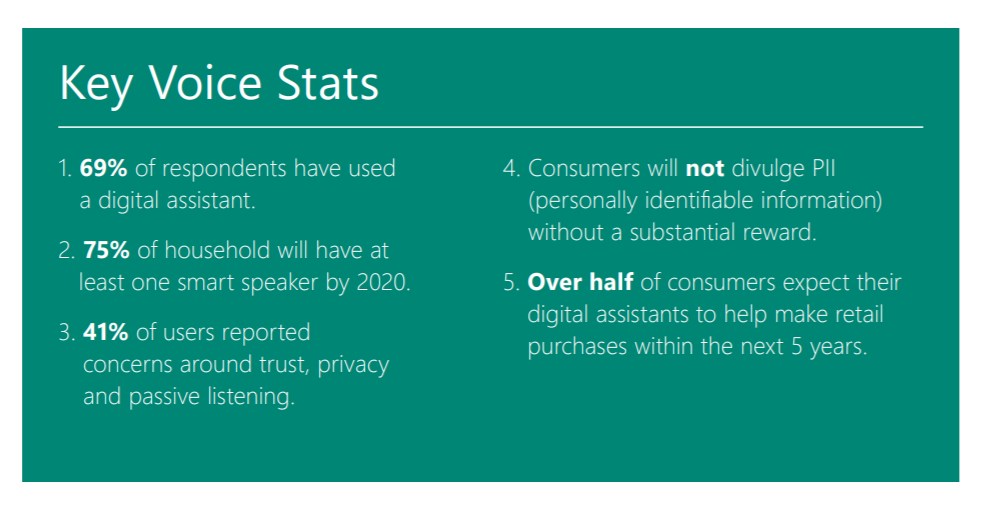 Key Voice Stats
1. 69% of respondents have used
a digital assistant.
2. 75% of household will have at
least one smart speaker by 2020.
3. 41% of users reported
concerns around trust, privacy
and passive listening.
4. Consumers will not divulge PII
(personally identifiable information)
without a substantial reward.
5. Over half of consumers expect their
digital assistants to help make retail
purchases within the next 5 years.